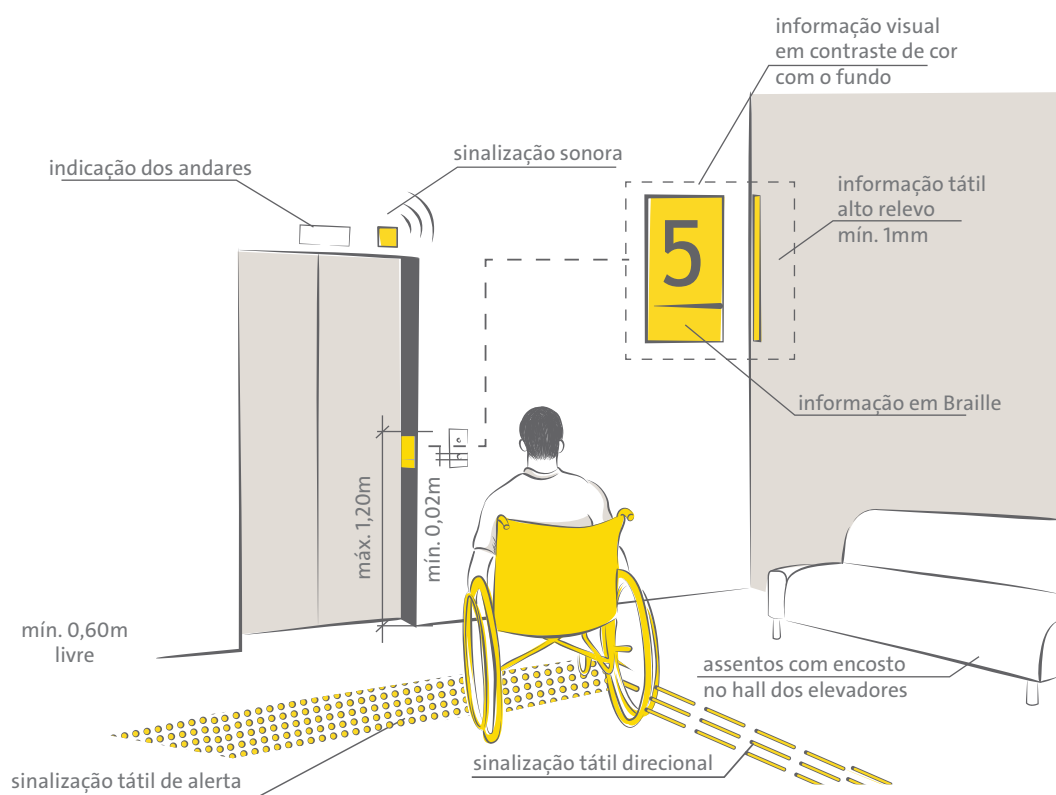 informação visual
em contraste de cor
com o fundo
sinalização sonora
indicação dos andares
informação tátil
alto relevo
mín. 1mm
5
informação em Braille
máx. 1,20m
mín. 0,02m
mín. 0,60m
livre
assentos com encosto
no hall dos elevadores
sinalização tátil direcional
sinalização tátil de alerta